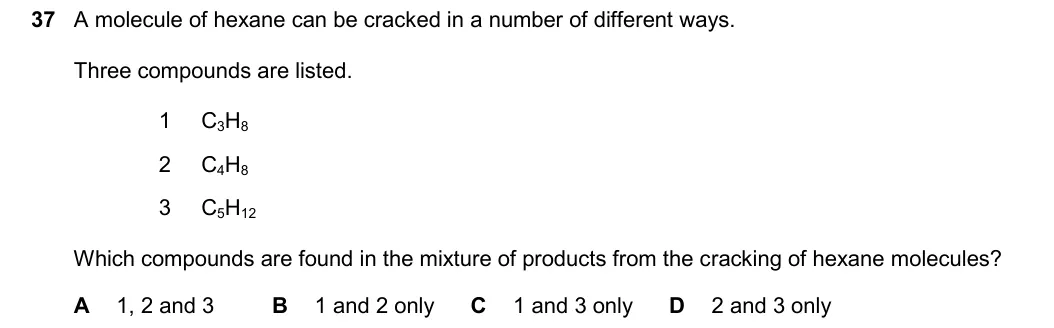 37 A molecule of hexane can be cracked in a number of different ways.
Three compounds are listed.
1 C₃H₈
2 C₄H₈
3 C₅H₁₂
Which compounds are found in the mixture of products from the cracking of hexane molecules?
A 1, 2 and 3 B 1 and 2 only C 1 and 3 only D 2 and 3 only